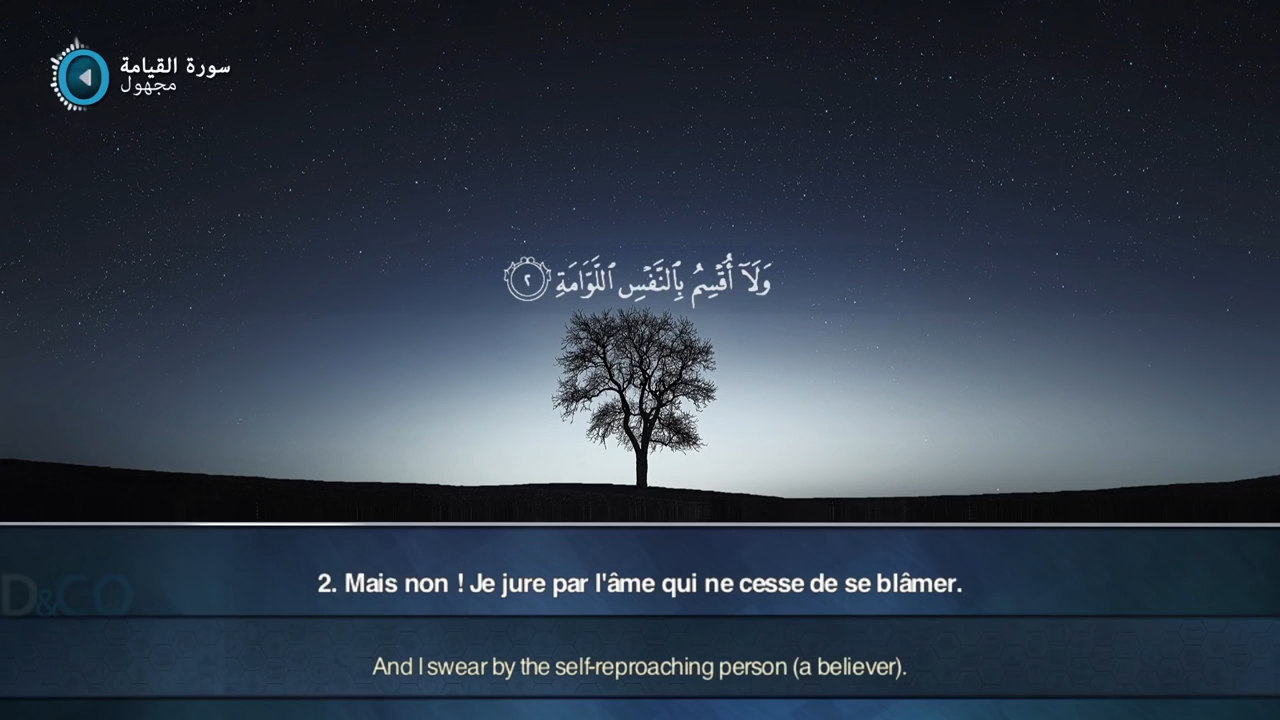 سورة القيامة
مجهول
وَلَآ أُقْسِمُ بِٱلنَّفْسِ ٱللَّوَّامَةِ ٢
2. Mais non ! Je jure par l'âme qui ne cesse de se blâmer.
D&CO
And I swear by the self-reproaching person (a believer).